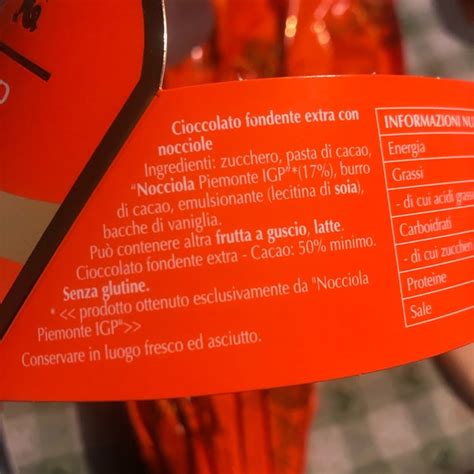 Cioccolato fondente extra con
nocciole
Ingredienti: zucchero, pasta di cacao,
"Nocciola Piemonte IGP"*(17%), burro
di cacao, emulsionante (lecitina di soia),
bacche di vaniglia.
Può contenere altra frutta a guscio, latte.
Cioccolato fondente extra - Cacao: 50% minimo.
Senza glutine.
* << prodotto ottenuto esclusivamente da "Nocciola
Piemonte IGP">>
Conservare in luogo fresco ed asciutto.
INFORMAZIONI NU
Energia
Grassi
- di cui acidi grass
Carboidrati
- di cui zuccher
Proteine
Sale